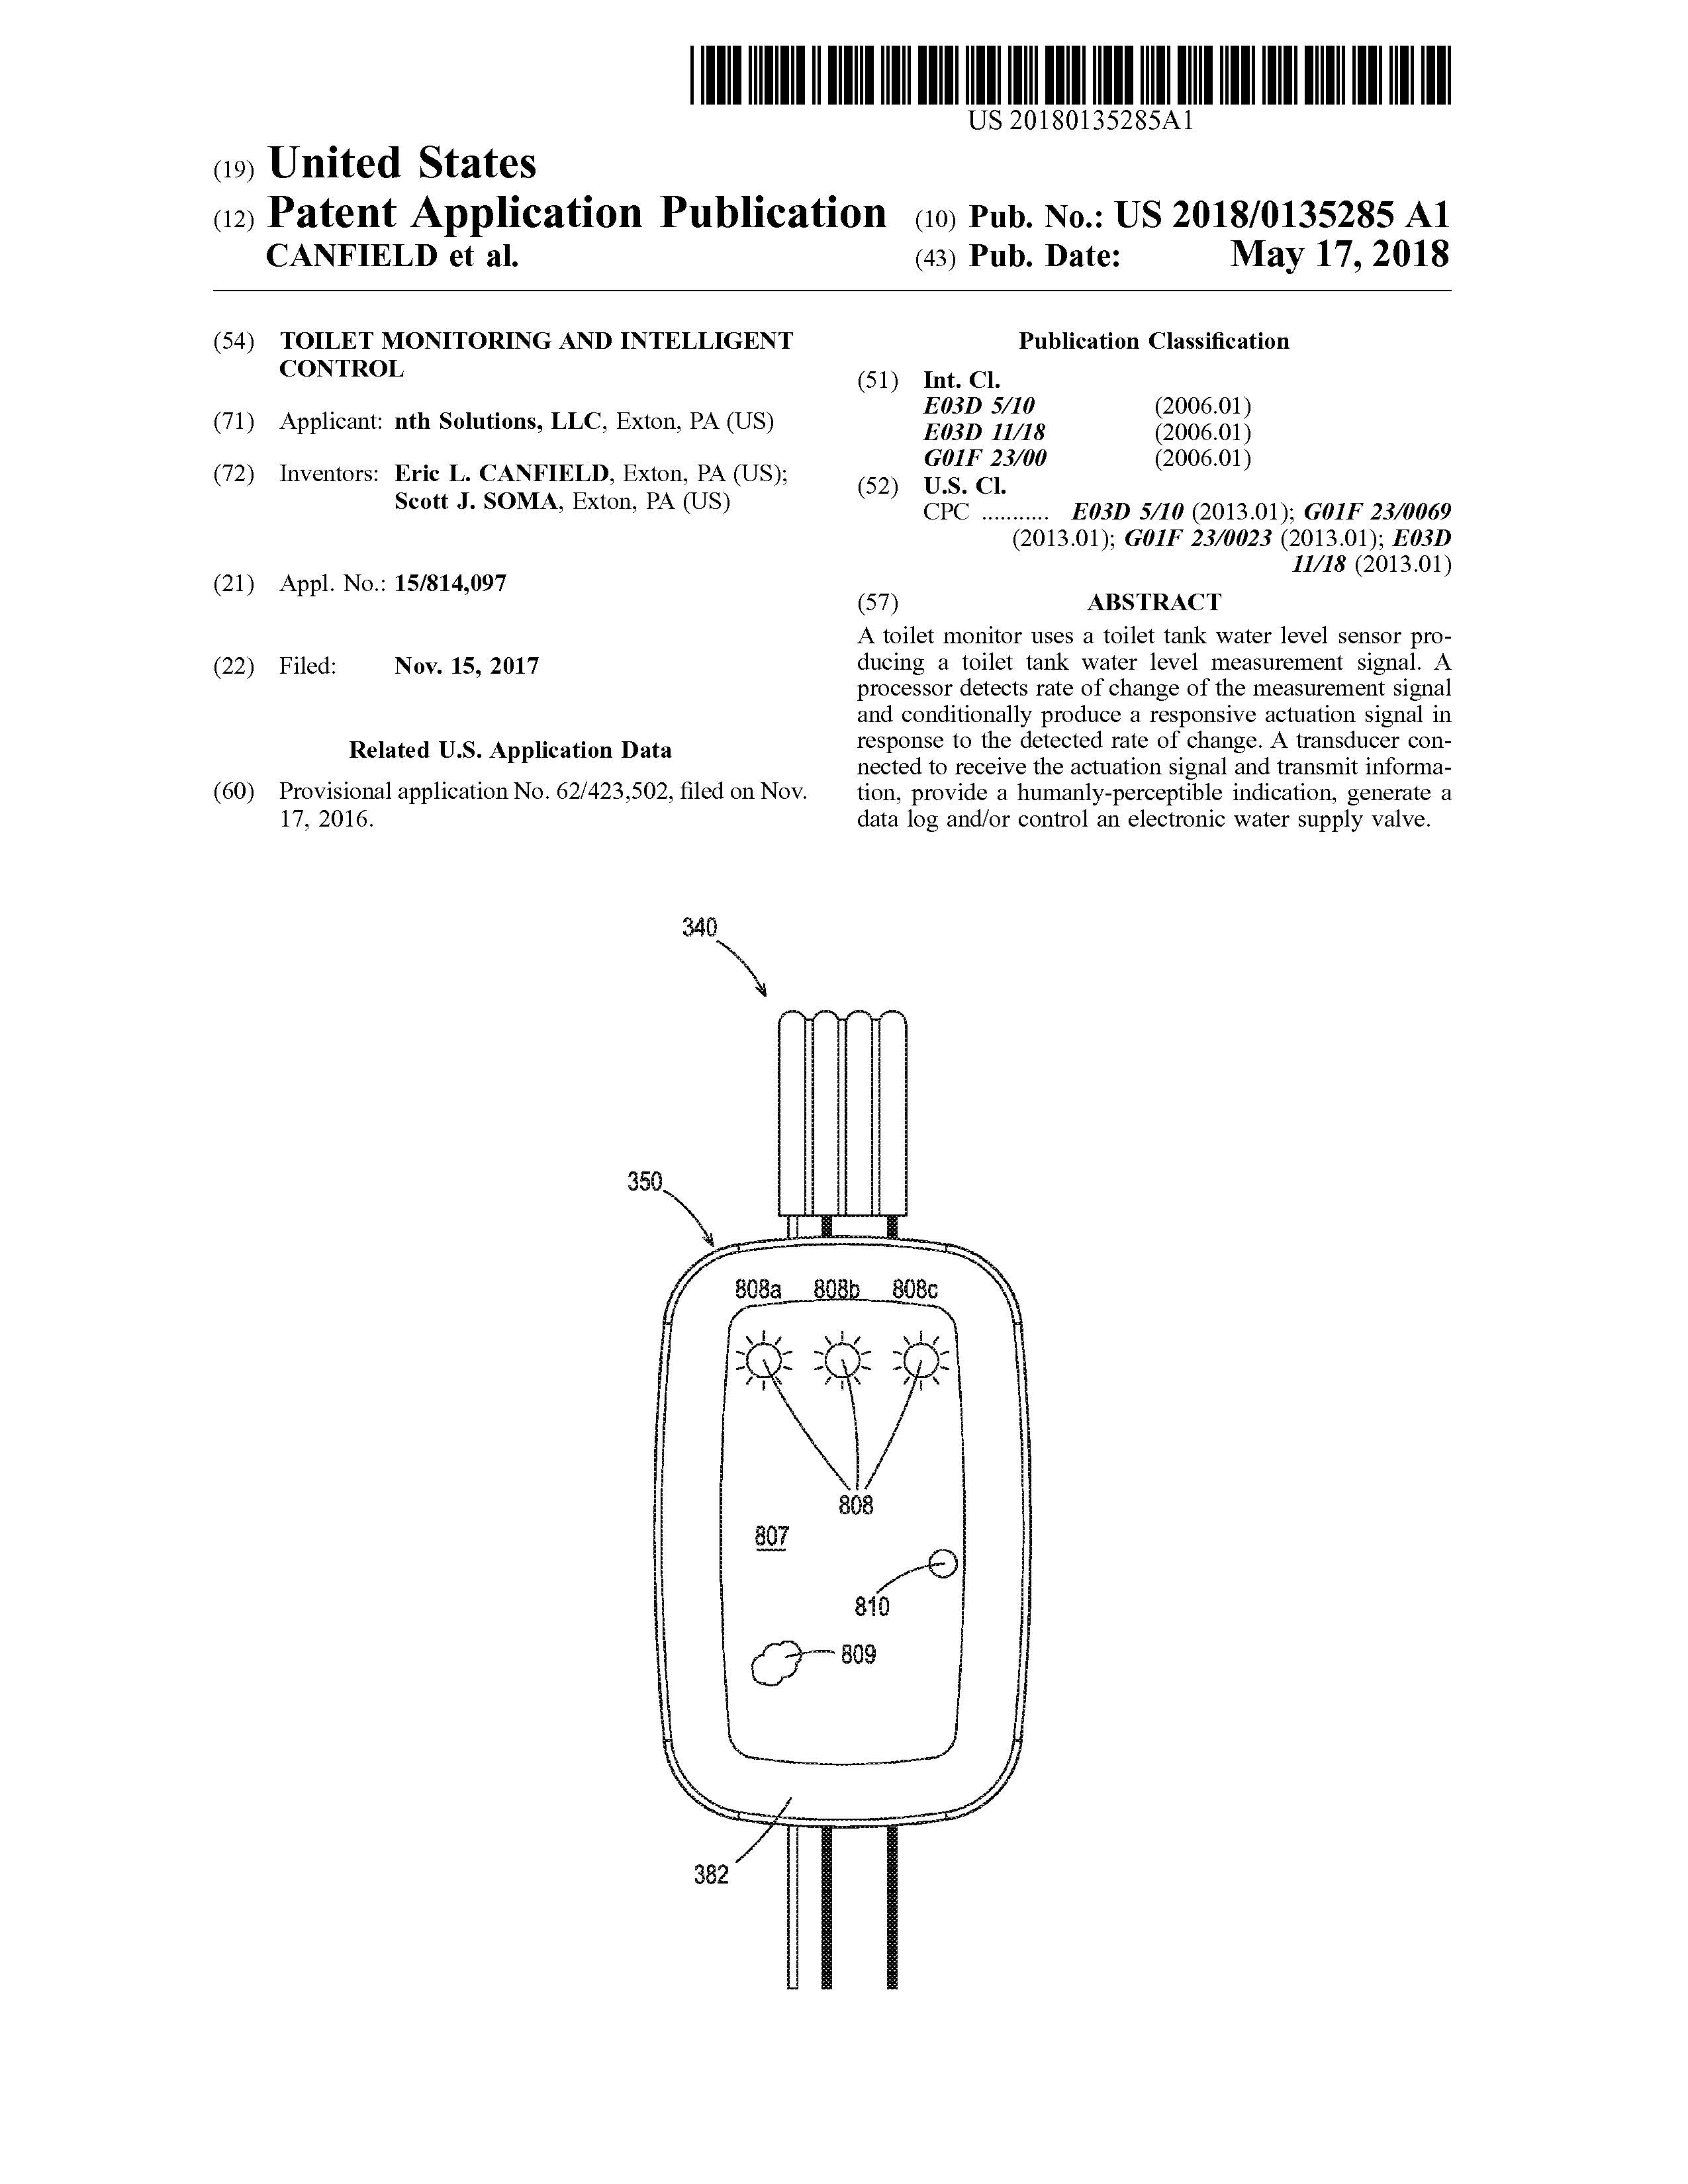 US 20180135285A1
(19) United States
(12) Patent Application Publication
CANFIELD et al.
(10) Pub. No.: US 2018/0135285 A1
(43) Pub. Date: May 17, 2018
(54) TOILET MONITORING AND INTELLIGENT
CONTROL
(71) Applicant: nth Solutions, LLC, Exton, PA (US)
(72) Inventors: Eric L. CANFIELD, Exton, PA (US);
Scott J. SOMA, Exton, PA (US)
(21) Appl. No.: 15/814,097
(22) Filed: Nov. 15, 2017
Related U.S. Application Data
(60) Provisional application No. 62/423,502, filed on Nov.
17, 2016.
Publication Classification
(51) Int. Cl.
E03D 5/10 (2006.01)
E03D 11/18 (2006.01)
G01F 23/00 (2006.01)
(52) U.S. Cl.
CPC ........... E03D 5/10 (2013.01); G01F 23/0069
(2013.01); G01F 23/0023 (2013.01); E03D
11/18 (2013.01)
(57) ABSTRACT
A toilet monitor uses a toilet tank water level sensor pro-
ducing a toilet tank water level measurement signal. A
processor detects rate of change of the measurement signal
and conditionally produce a responsive actuation signal in
response to the detected rate of change. A transducer con-
nected to receive the actuation signal and transmit informa-
tion, provide a humanly-perceptible indication, generate a
data log and/or control an electronic water supply valve.
340
350
808a 808b 808c
808
807
810
809
382